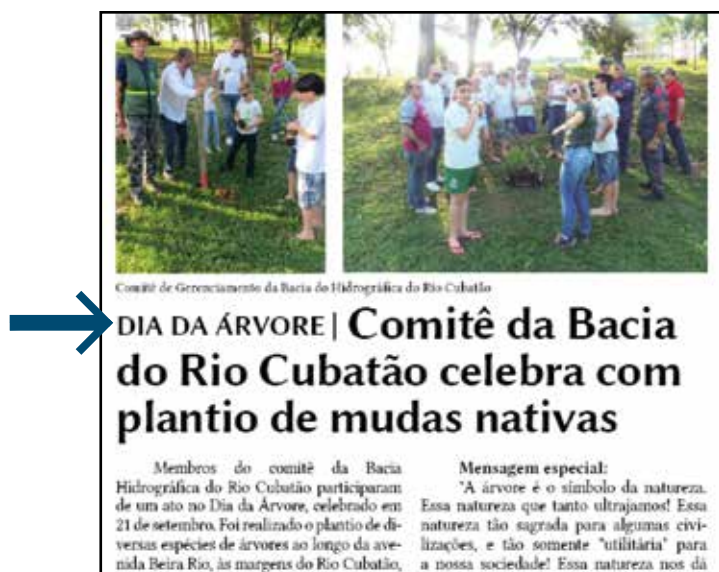 Comitê de Gerenciamento da Bacia do Hidrográfica do Rio Cubatão
DIA DA ÁRVORE | Comitê da Bacia
do Rio Cubatão celebra com
plantio de mudas nativas
Membros do comitê da Bacia
Hidrográfica do Rio Cubatão participaram
de um ato no Dia da Árvore, celebrado em
21 de setembro. Foi realizado o plantio de di-
versas espécies de árvores ao longo da ave-
nida Beira Rio, às margens do Rio Cubatão,
Mensagem especial:
"A árvore é o símbolo da natureza.
Essa natureza que tanto ultrajamos! Essa
natureza tão sagrada para algumas civi-
lizações, e tão somente "utilitária" para
a nossa sociedade! Essa natureza nos dá